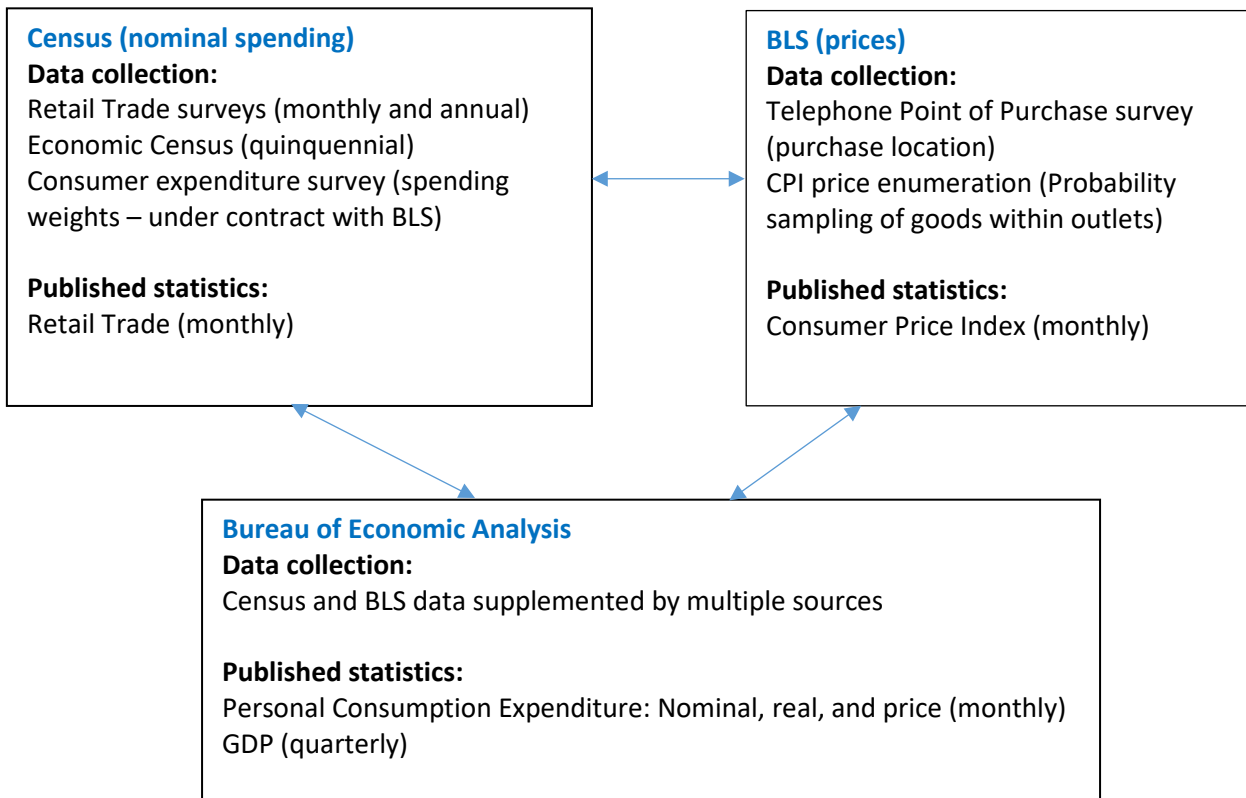 Census (nominal spending)
Data collection:
Retail Trade surveys (monthly and annual)
Economic Census (quinquennial)
Consumer expenditure survey (spending
weights – under contract with BLS)
Published statistics:
Retail Trade (monthly)
BLS (prices)
Data collection:
Telephone Point of Purchase survey
(purchase location)
CPI price enumeration (Probability
sampling of goods within outlets)
Published statistics:
Consumer Price Index (monthly)
Bureau of Economic Analysis
Data collection:
Census and BLS data supplemented by multiple sources
Published statistics:
Personal Consumption Expenditure: Nominal, real, and price (monthly)
GDP (quarterly)